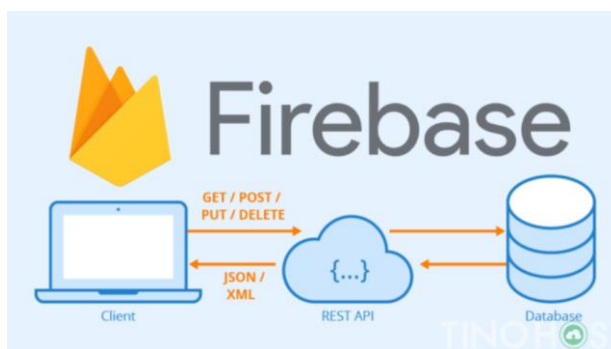 Firebase
GET / POST /
PUT / DELETE
{...}
JSON /
XML
Client
REST API
Database
TINOHOS